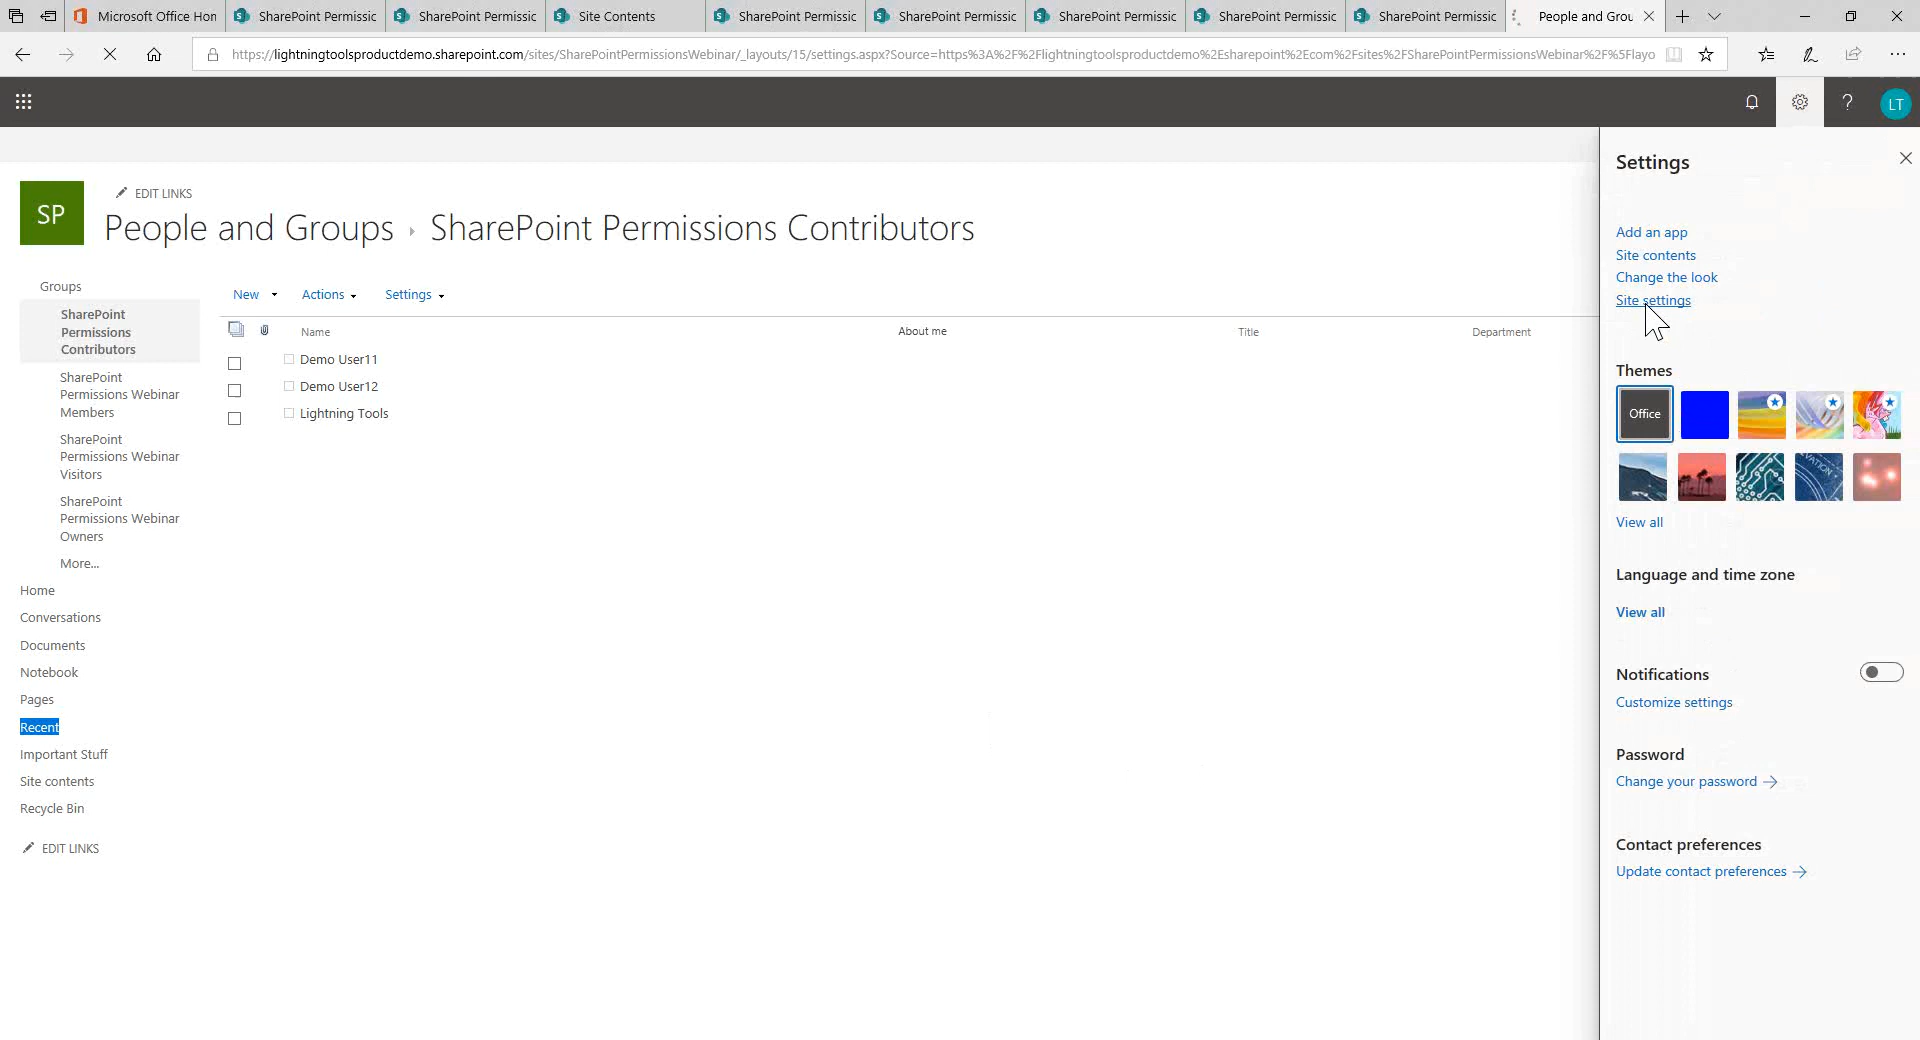 Microsoft Office Hon
SharePoint Permissic
SharePoint Permissic
Site Contents
SharePoint Permissic
SharePoint Permissic
SharePoint Permissic
SharePoint Permissic
SharePoint Permissic
People and Grou
https://lightningtoolsproductdemo.sharepoint.com/sites/SharePointPermissionsWebinar/_layouts/15/settings.aspx?Source=https%3A%2F%2Flightningtoolsproductdemo%2Esharepoint%2Ecom%2Fsites%2FSharePointPermissionsWebinar%2F%5Flayo
?
LT
SP
EDIT LINKS
People and Groups › SharePoint Permissions Contributors
Groups
SharePoint
Permissions
Contributors
SharePoint
Permissions Webinar
Members
SharePoint
Permissions Webinar
Visitors
SharePoint
Permissions Webinar
Owners
More...
Home
Conversations
Documents
Notebook
Pages
Recent
Important Stuff
Site contents
Recycle Bin
EDIT LINKS
New Actions Settings
Name About me Title Department
Demo User11
Demo User12
Lightning Tools
Settings
Add an app
Site contents
Change the look
Site settings
Themes
Office
VATION
View all
Language and time zone
View all
Notifications
Customize settings
Password
Change your password →
Contact preferences
Update contact preferences →